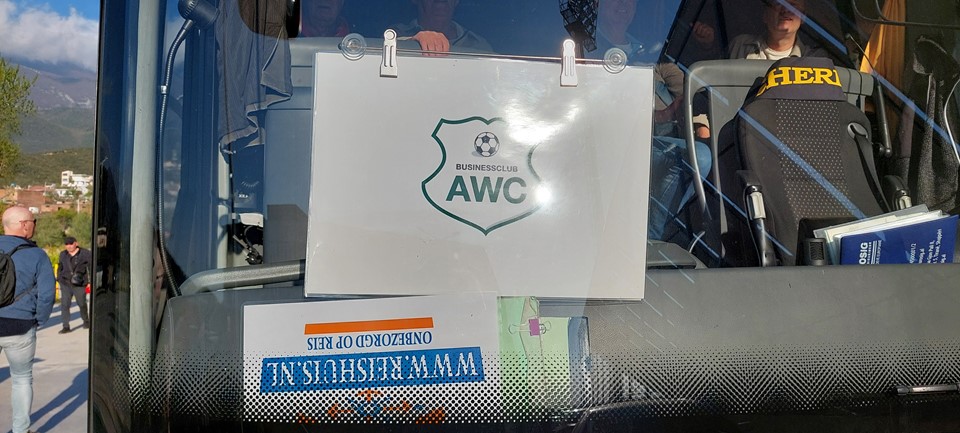 BUSINESSCLUB
AWC
ONBEZORGD OP REIS
WWW.REISHUIS.NL